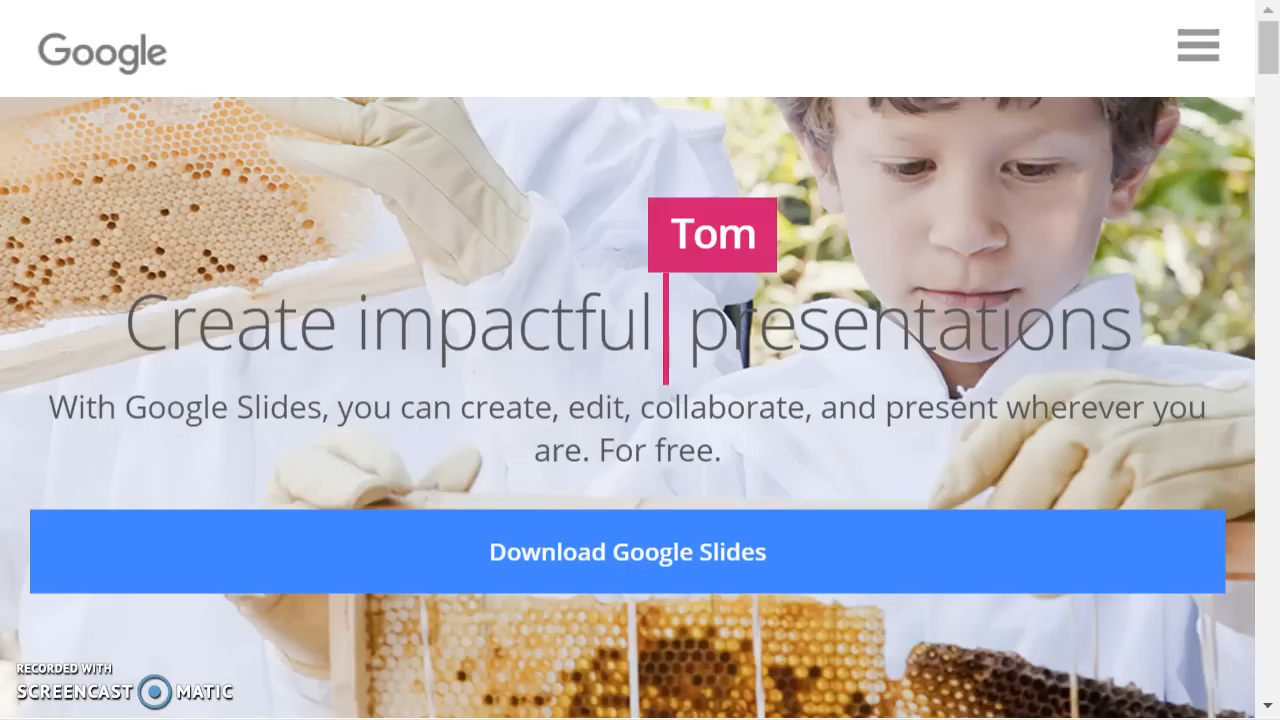 Google
Tom
Create impactful presentations
With Google Slides, you can create, edit, collaborate, and present wherever you
are. For free.
Download Google Slides
RECORDED WITH
SCREENCAST MATIC